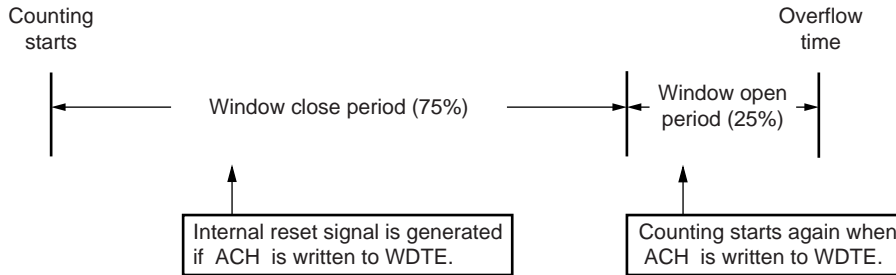 Counting
starts
Overflow
time
Window close period (75%)
Window open
period (25%)
Internal reset signal is generated
if ACH is written to WDTE.
Counting starts again when
ACH is written to WDTE.